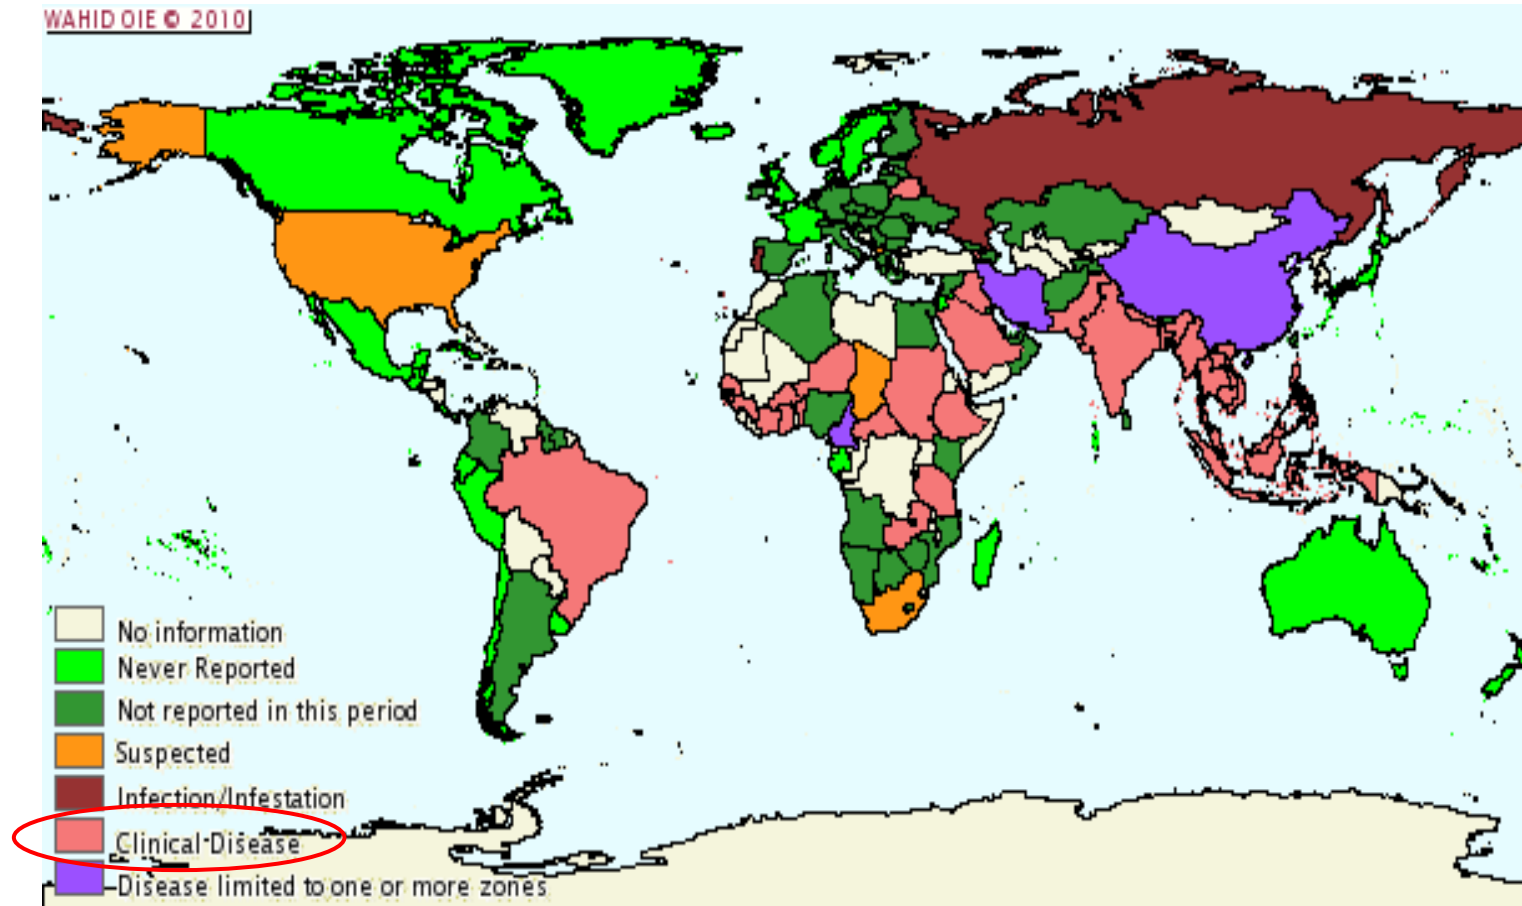 WAHID OIE © 2010
No information
Never Reported
Not reported in this period
Suspected
Infection/Infestation
Clinical Disease
Disease limited to one or more zones